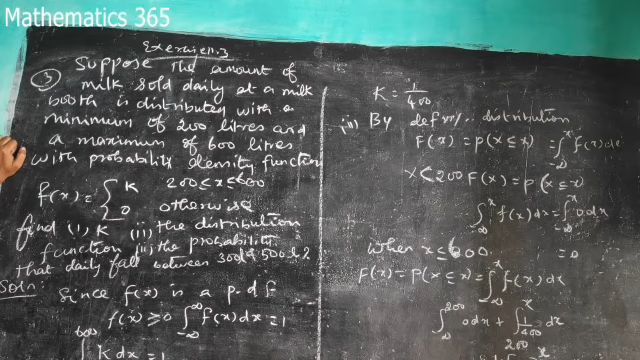 Mathematics 365
Exercise 11.3
③ Suppose the amount of
milk sold daily at a milk
booth is distributed with a
minimum of 200 litres and
a maximum of 600 litres
with probability density function
f(x) = { K 200 ≤ x ≤ 600
0 otherwise
find (i) K (ii) the distribution
function (iii) the probability
that daily fall between 300 & 500 l?
Soln: Since f(x) is a p.d.f
f(x) ≥ 0 ∫_{-∞}^{∞} f(x) dx = 1
∫^{600} K dx = 1
K = 1/400
(ii) By defn, distribution
F(x) = P(X ≤ x) = ∫_{-∞}^{x} f(x) dx
x < 200 F(x) = P(X ≤ x)
∫_{-∞}^{x} f(x) dx = ∫_{-∞}^{x} 0 dx
= 0
When x ≤ 600
F(x) = P(X ≤ x) = ∫_{-∞}^{x} f(x) dx
∫_{-∞}^{200} 0 dx + ∫_{200}^{x} 1/400 dx